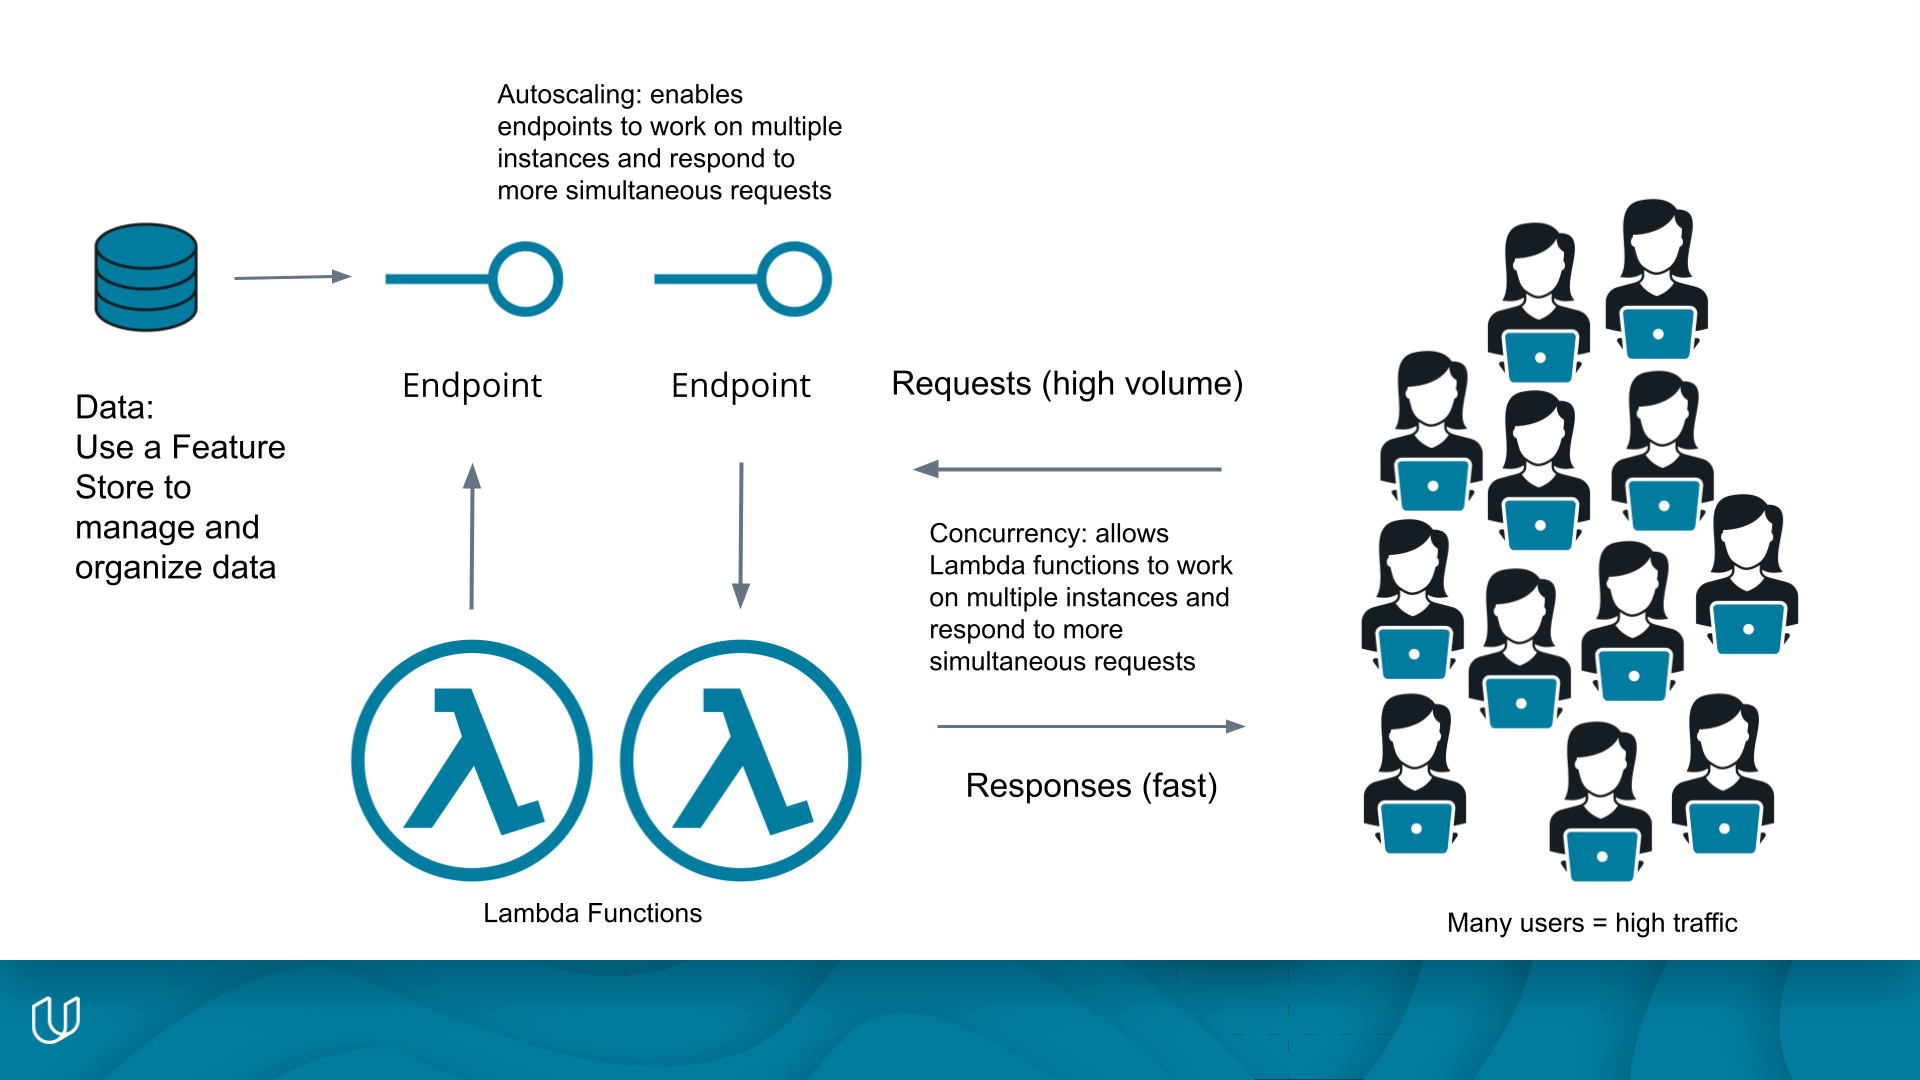 Autoscaling: enables
endpoints to work on multiple
instances and respond to
more simultaneous requests
Endpoint
Endpoint
Data:
Use a Feature
Store to
manage and
organize data
Requests (high volume)
Concurrency: allows
Lambda functions to work
on multiple instances and
respond to more
simultaneous requests
Responses (fast)
Lambda Functions
Many users = high traffic